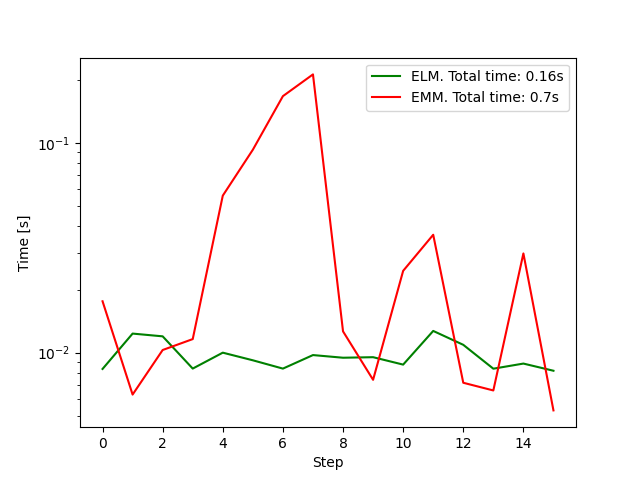 ELM. Total time: 0.16s
EMM. Total time: 0.7s
10⁻¹
10⁻²
Time [s]
0 2 4 6 8 10 12 14
Step